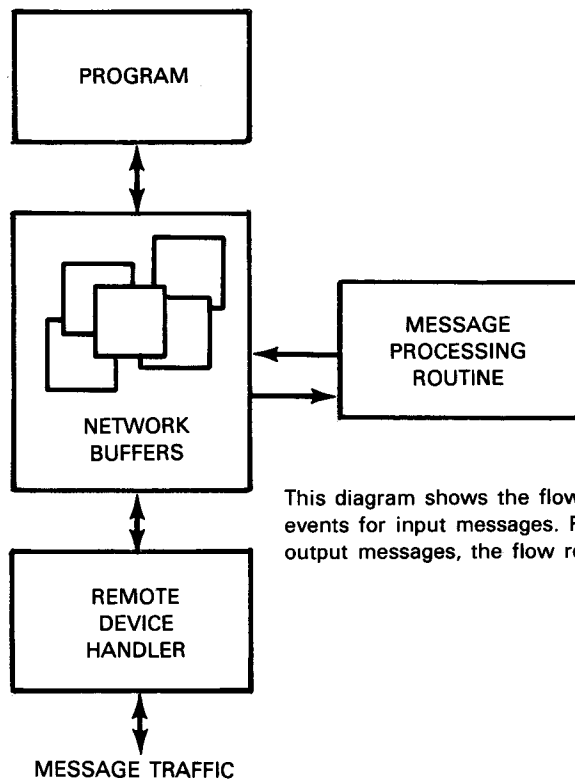 PROGRAM
NETWORK
BUFFERS
MESSAGE
PROCESSING
ROUTINE
This diagram shows the flow
events for input messages.
output messages, the flow
REMOTE
DEVICE
HANDLER
MESSAGE TRAFFIC